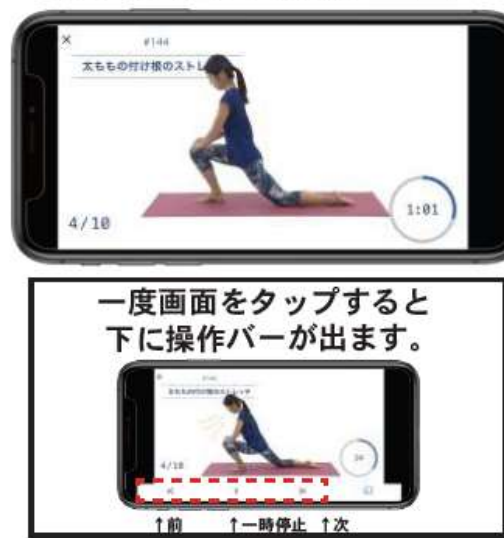 ×
#144
太ももの付け根のスト
4/10
1:01
一度画面をタップすると
下に操作バーが出ます。
太ももの付け根のストレッチ
4/10
↑前 ↑一時停止 ↑次